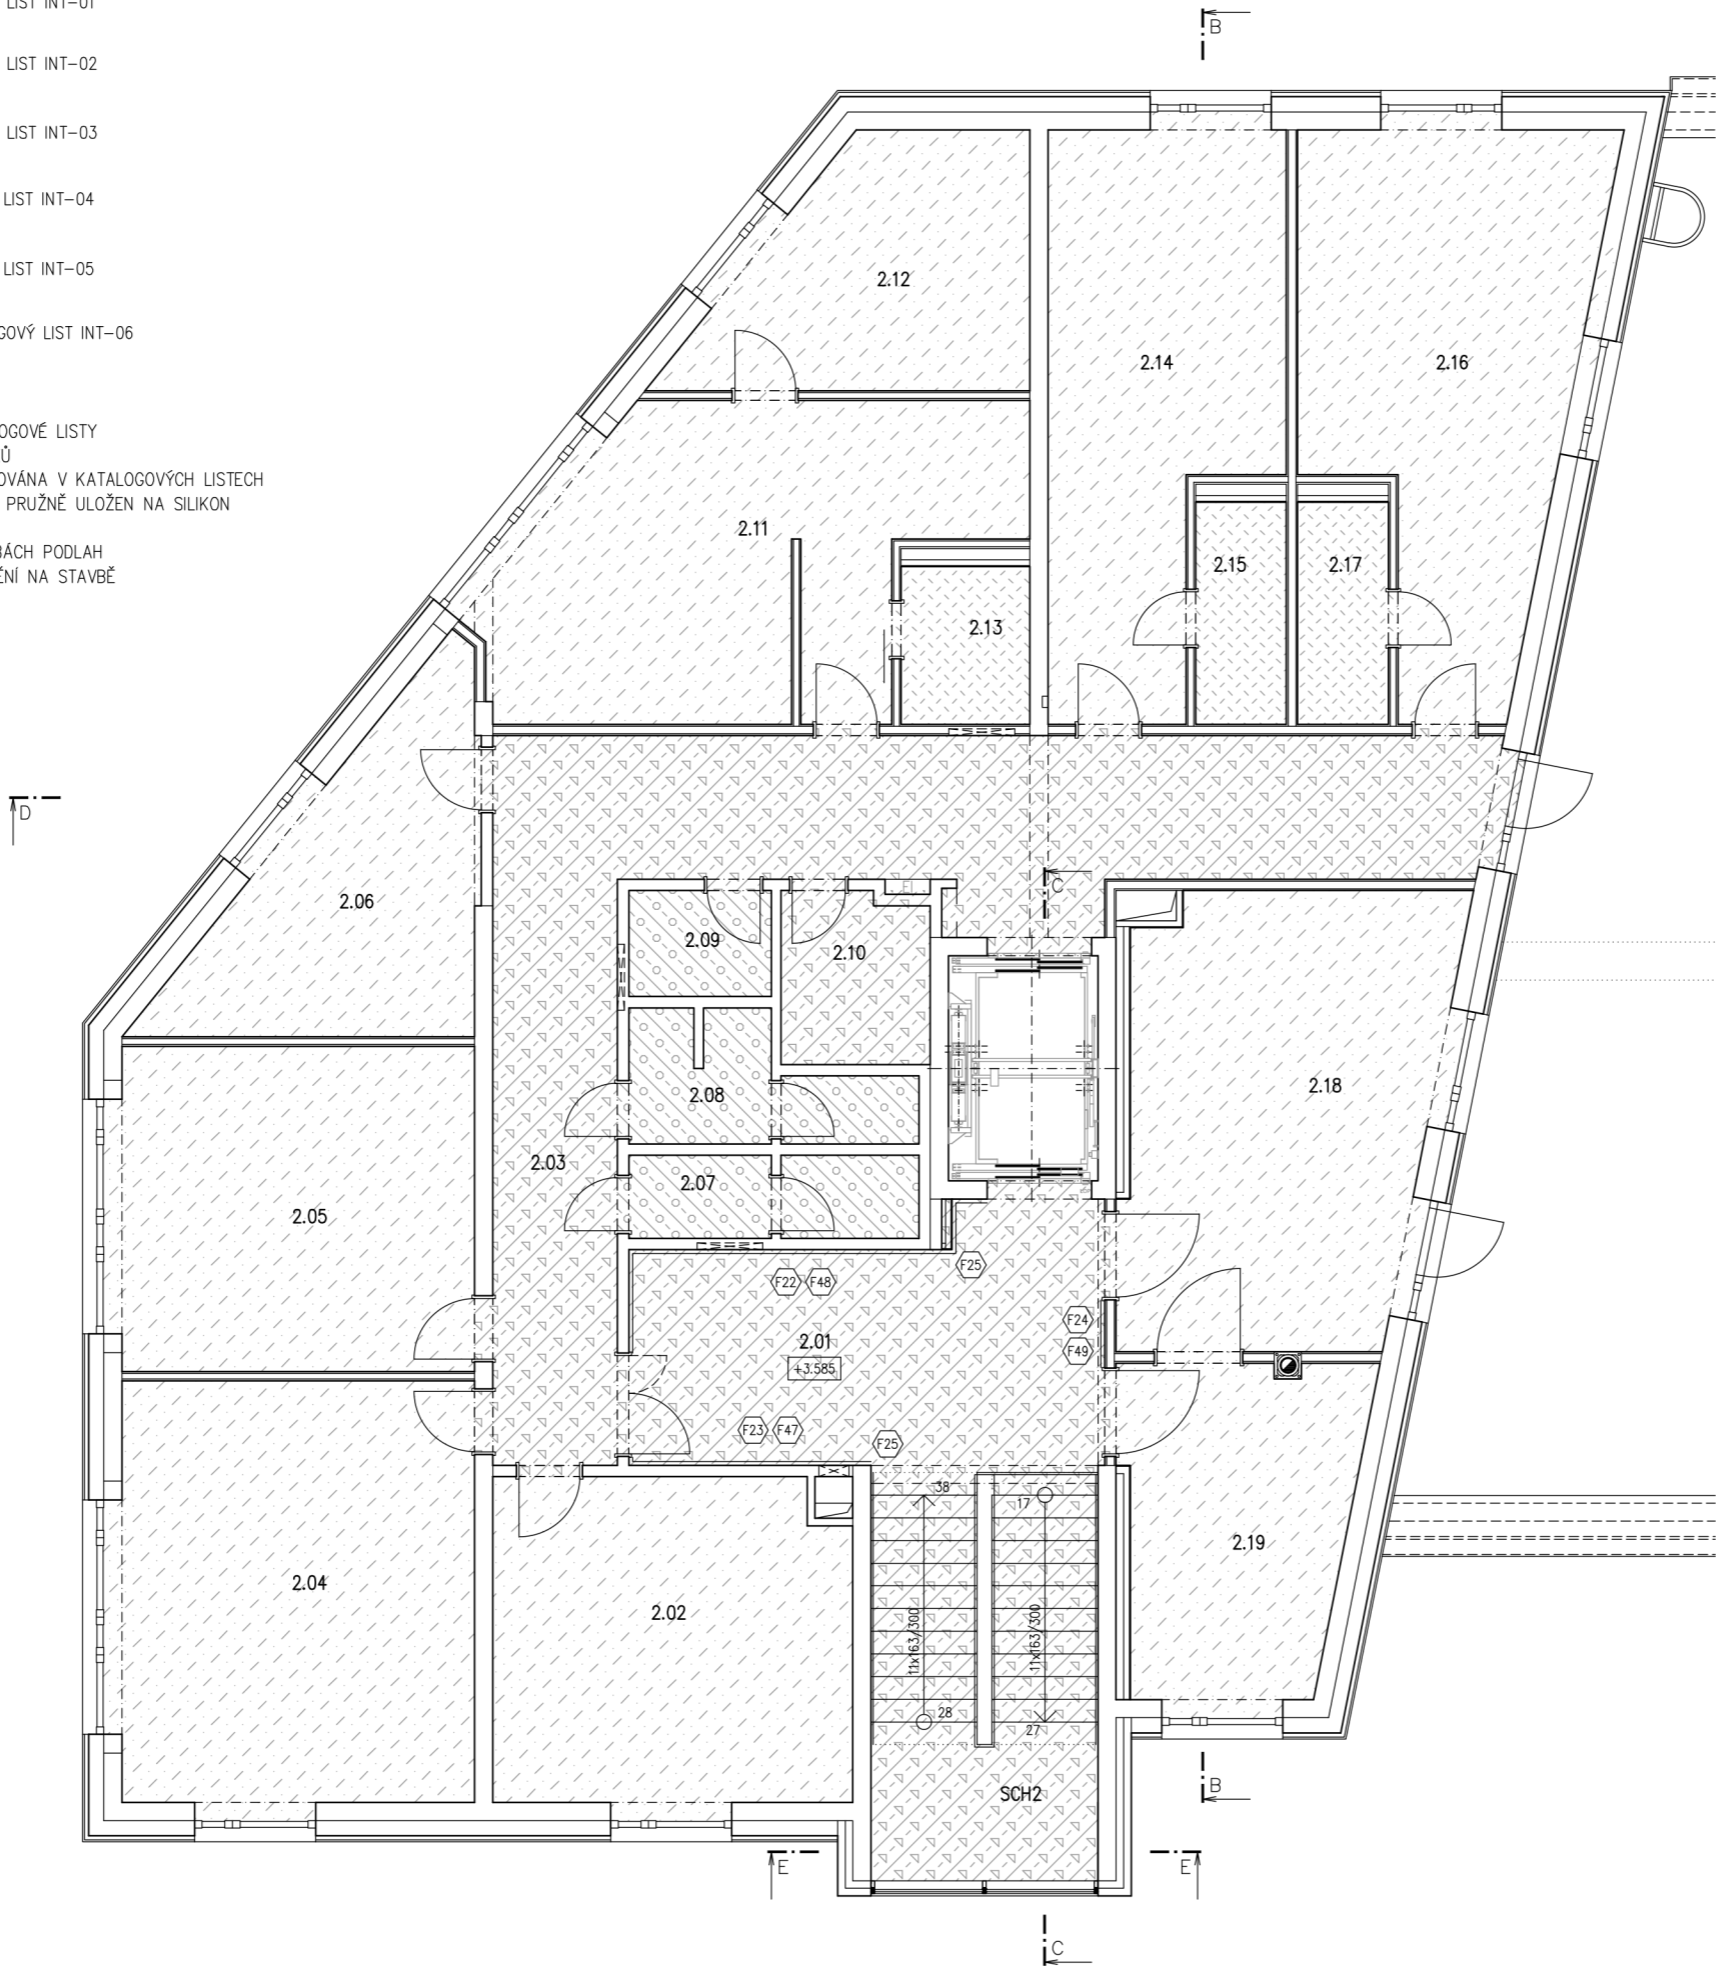 LIST INT-01
LIST INT-02
LIST INT-03
LIST INT-04
LIST INT-05
GOVÝ LIST INT-06
OGOVÉ LISTY
Ů
OVÁNA V KATALOGOVÝCH LISTECH
PRUŽNĚ ULOŽEN NA SILIKON
BÁCH PODLAH
ĚNÍ NA STAVBĚ
B
2.12
2.14
2.16
2.11
2.15
2.17
2.13
D
C
2.06
2.09
2.10
2.18
2.08
2.03
2.07
2.05
F25
F22 F48
F24
2.01
F49
+3.585
F23 F47
F25
38
17
2.19
2.04
2.02
11x163/300
11x163/300
28
27
SCH2
B
E
E
C